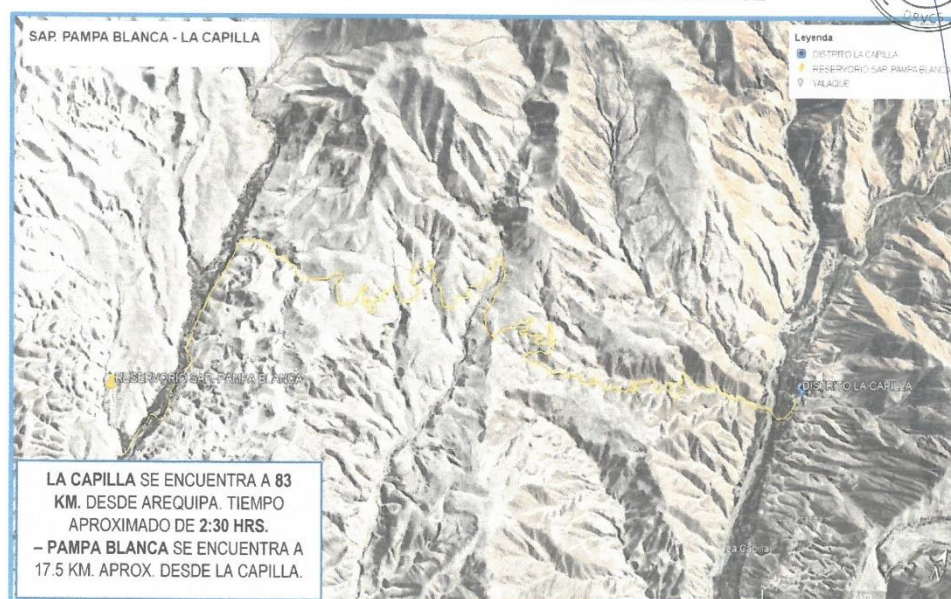 DRVC
SAP. PAMPA BLANCA - LA CAPILLA
Leyenda
DISTRITO LA CAPILLA
RESERVORIO SAP. PAMPA BLANCA
YALAQUE
RESERVORIO SAP. PAMPA BLANCA
DISTRITO LA CAPILLA
La Capilla
LA CAPILLA SE ENCUENTRA A 83
KM. DESDE AREQUIPA. TIEMPO
APROXIMADO DE 2:30 HRS.
– PAMPA BLANCA SE ENCUENTRA A
17.5 KM. APROX. DESDE LA CAPILLA.